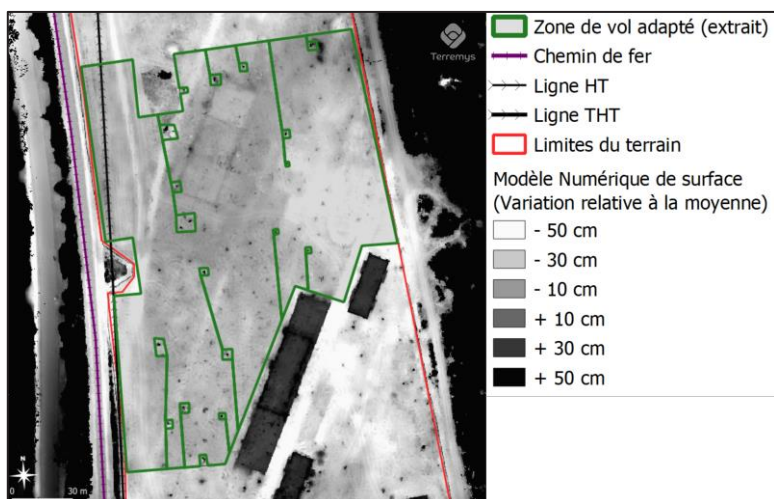 Terremys
N
30 m
Zone de vol adapté (extrait)
Chemin de fer
Ligne HT
Ligne THT
Limites du terrain
Modèle Numérique de surface
(Variation relative à la moyenne)
- 50 cm
- 30 cm
- 10 cm
+ 10 cm
+ 30 cm
+ 50 cm